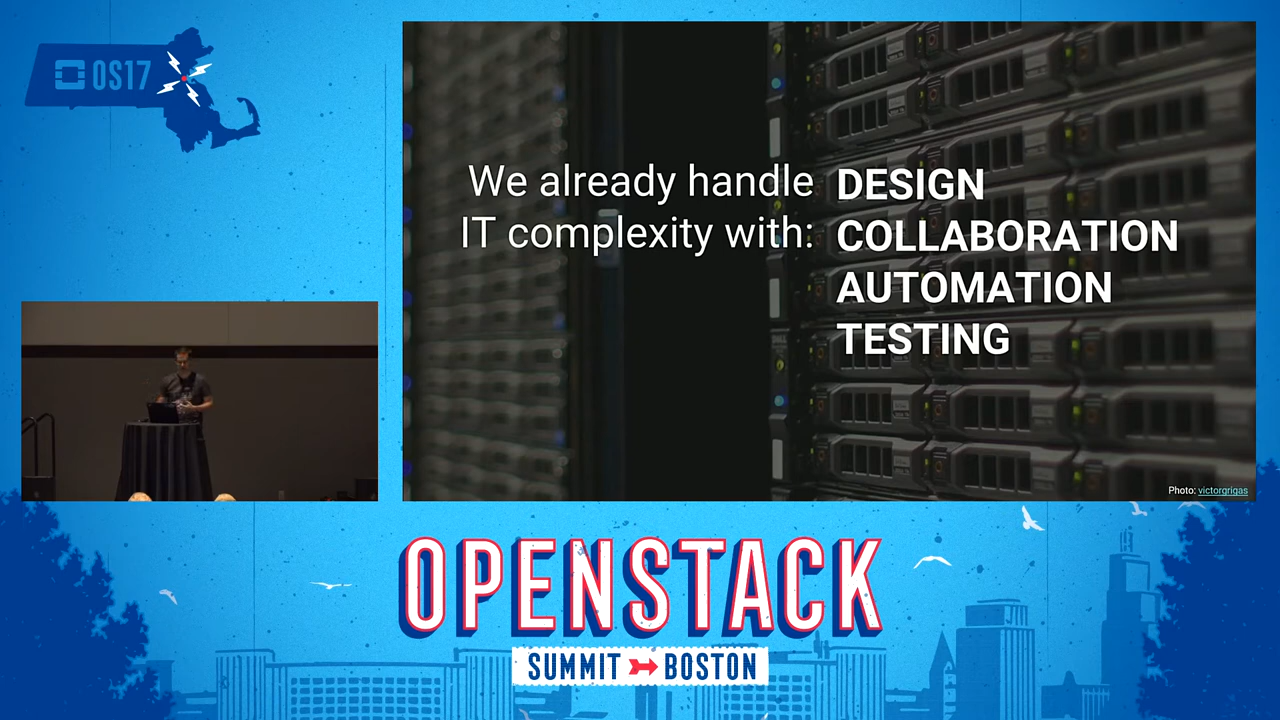 OS17
We already handle
IT complexity with:
DESIGN
COLLABORATION
AUTOMATION
TESTING
Photo: victorgrigas
OPENSTACK
SUMMIT BOSTON